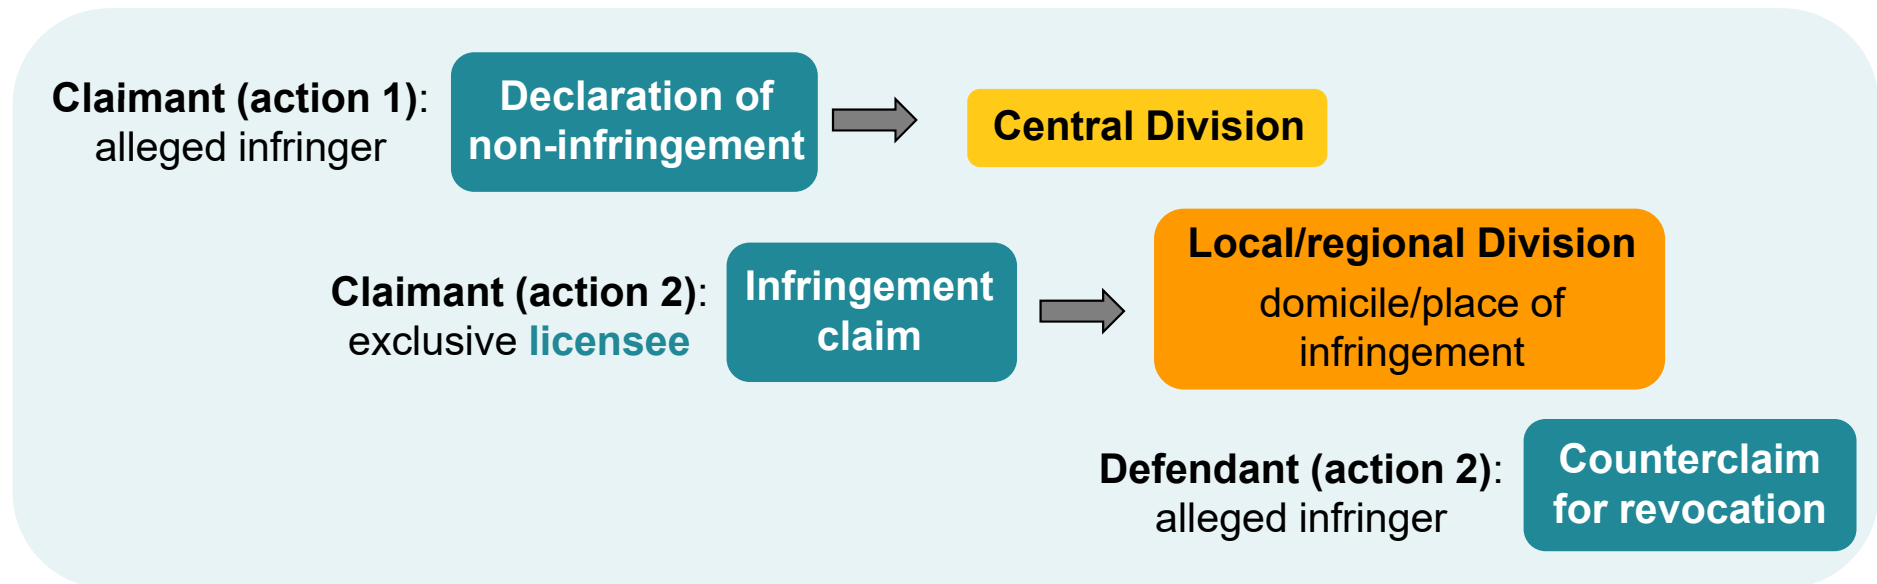 Claimant (action 1):
alleged infringer
Declaration of
non-infringement
Central Division
Claimant (action 2):
exclusive licensee
Infringement
claim
Local/regional Division
domicile/place of
infringement
Defendant (action 2):
alleged infringer
Counterclaim
for revocation